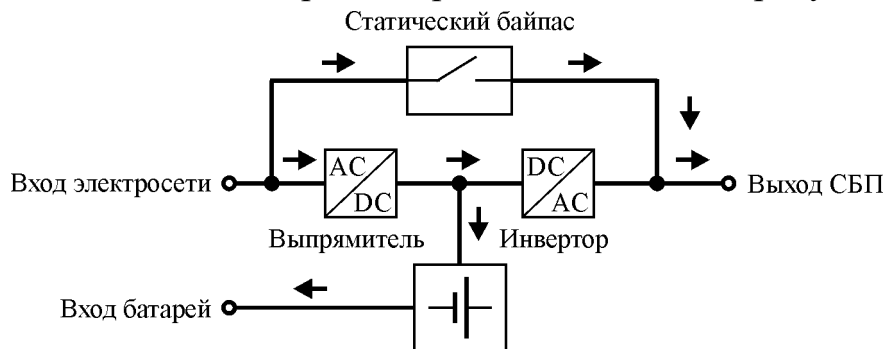 Статический байпас
Вход электросети
AC
DC
DC
AC
Выход СБП
Выпрямитель
Инвертор
Вход батарей